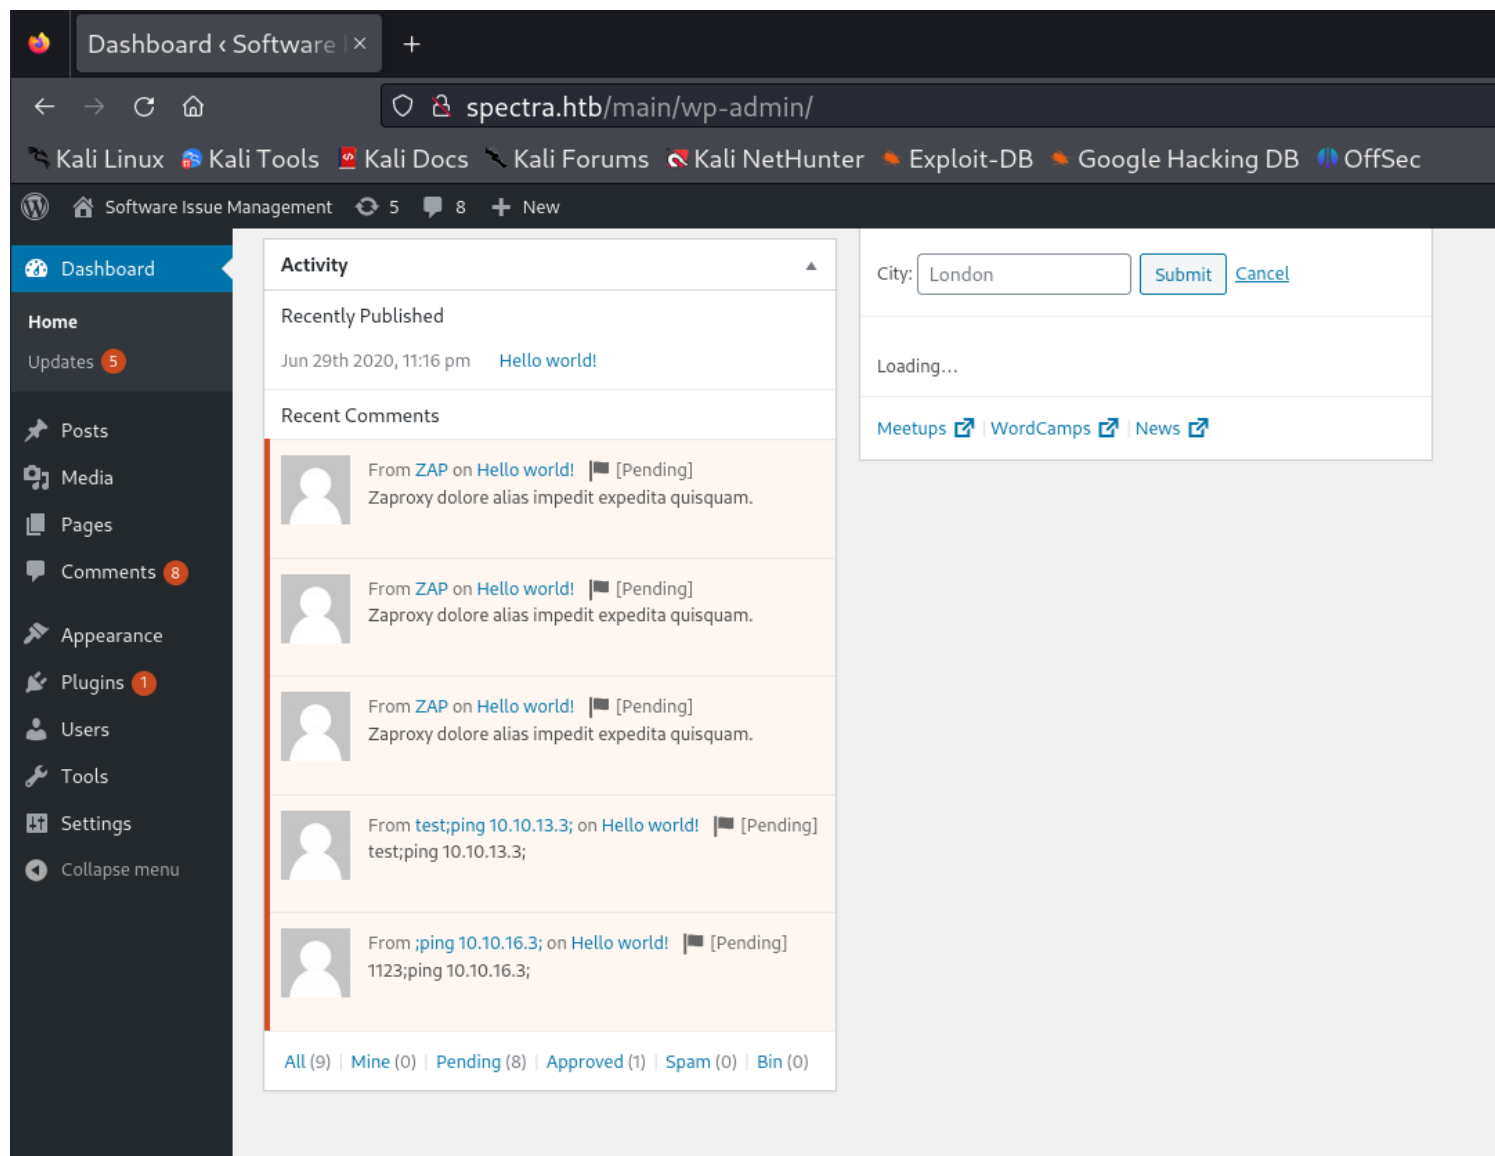 Dashboard ‹ Software
spectra.htb/main/wp-admin/
Kali Linux Kali Tools Kali Docs Kali Forums Kali NetHunter Exploit-DB Google Hacking DB OffSec
Software Issue Management 5 8 New
Dashboard
Home
Updates 5
Posts
Media
Pages
Comments 8
Appearance
Plugins 1
Users
Tools
Settings
Collapse menu
Activity
Recently Published
Jun 29th 2020, 11:16 pm Hello world!
Recent Comments
From ZAP on Hello world! [Pending]
Zaproxy dolore alias impedit expedita quisquam.
From ZAP on Hello world! [Pending]
Zaproxy dolore alias impedit expedita quisquam.
From ZAP on Hello world! [Pending]
Zaproxy dolore alias impedit expedita quisquam.
From test;ping 10.10.13.3; on Hello world! [Pending]
test;ping 10.10.13.3;
From ;ping 10.10.16.3; on Hello world! [Pending]
1123;ping 10.10.16.3;
All (9) | Mine (0) | Pending (8) | Approved (1) | Spam (0) | Bin (0)
City: London Submit Cancel
Loading…
Meetups | WordCamps | News